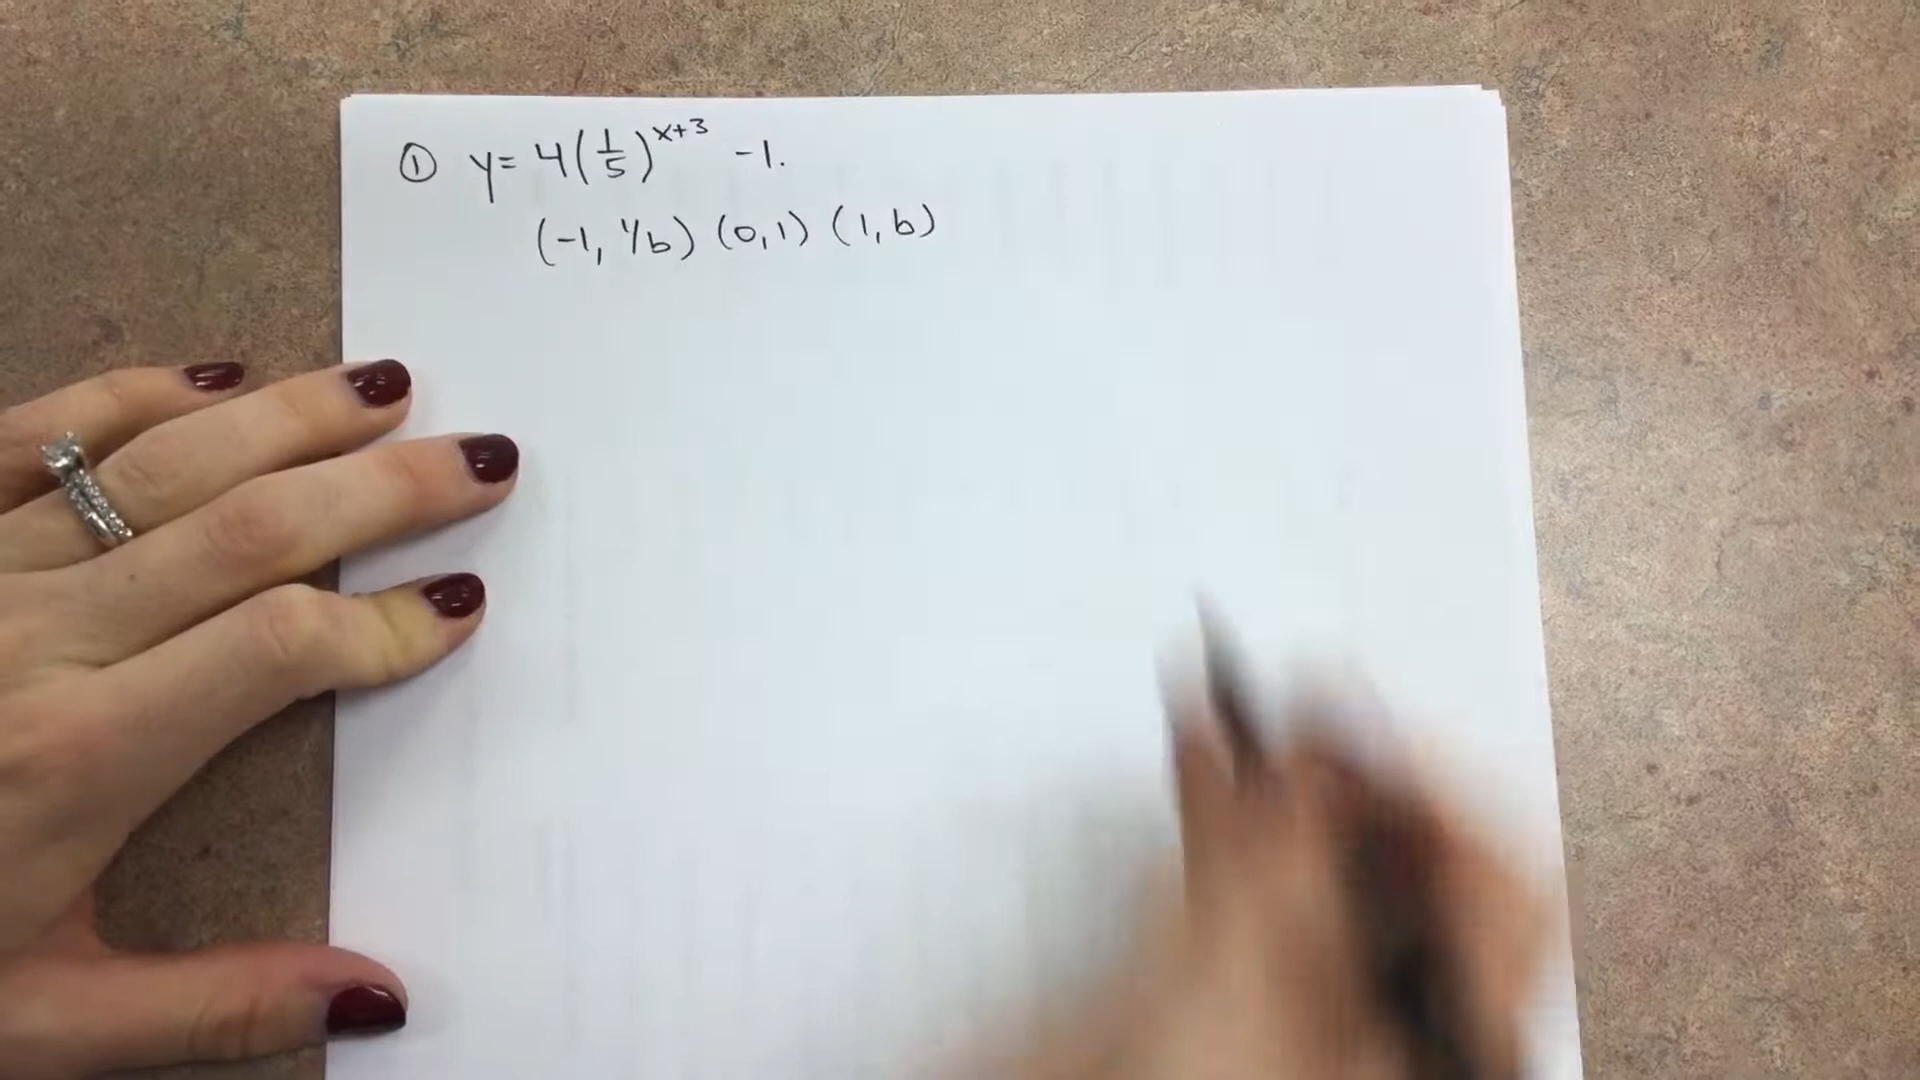 ① y= 4(1/5)^x+3 -1.
(-1, 1/b) (0,1) (1,b)